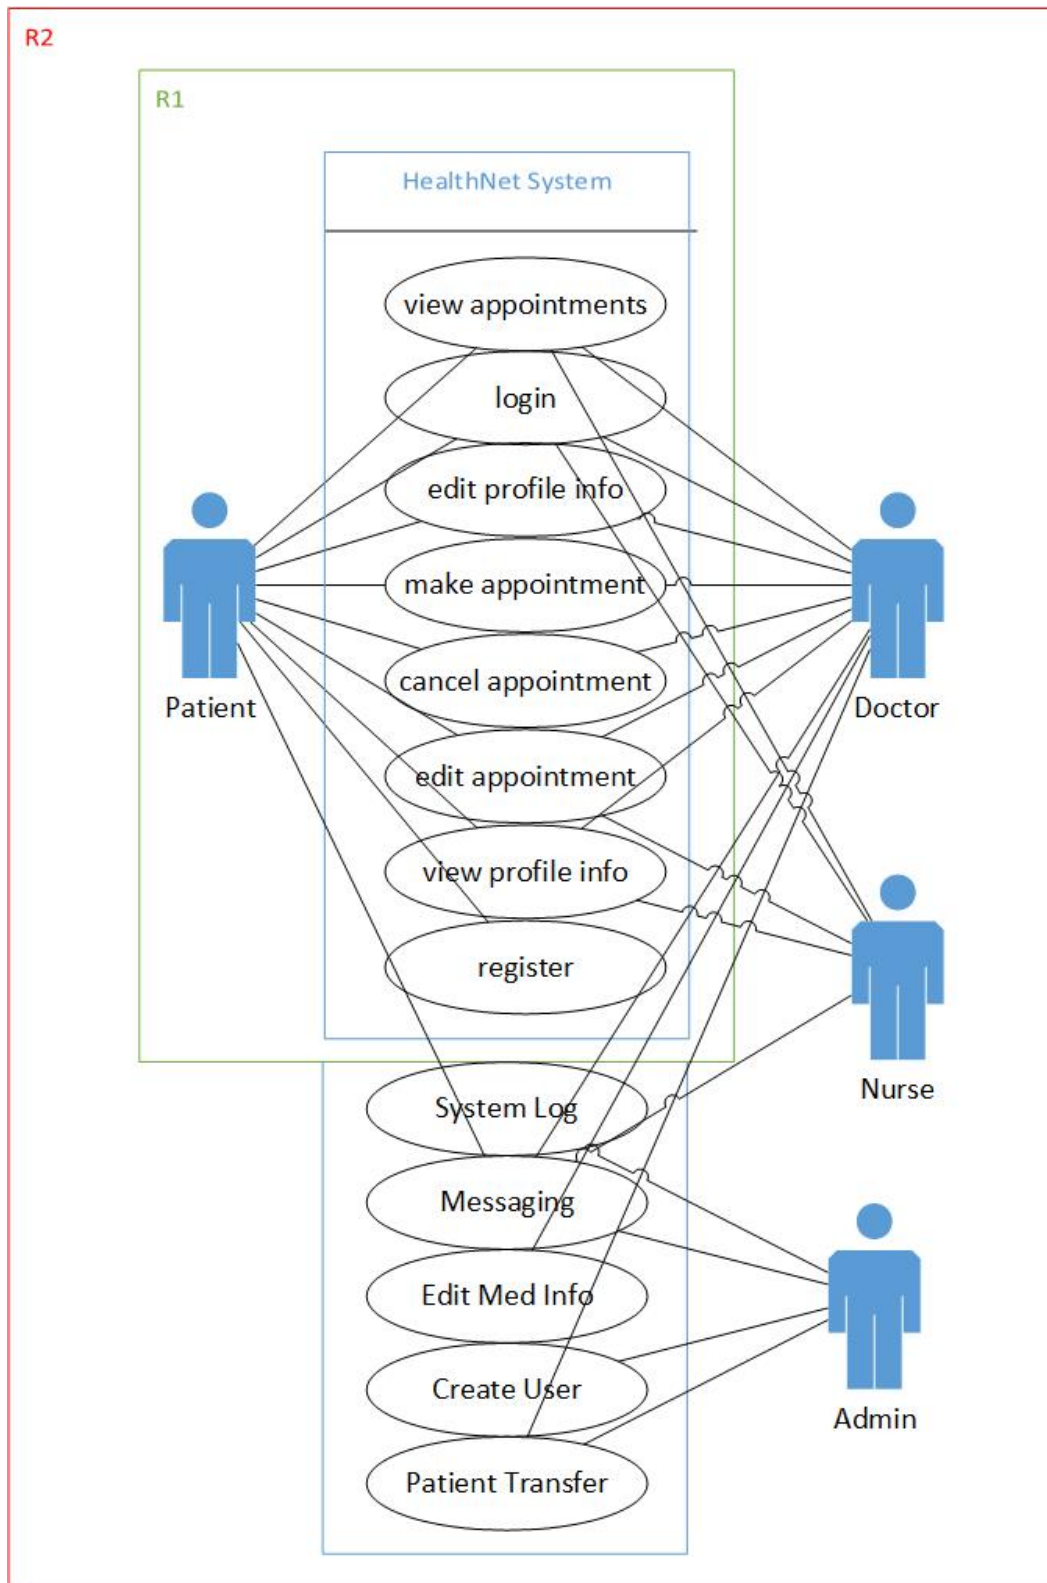 R2
R1
HealthNet System
view appointments
login
edit profile info
make appointment
cancel appointment
Patient
Doctor
edit appointment
view profile info
register
Nurse
System Log
Messaging
Edit Med Info
Create User
Admin
Patient Transfer